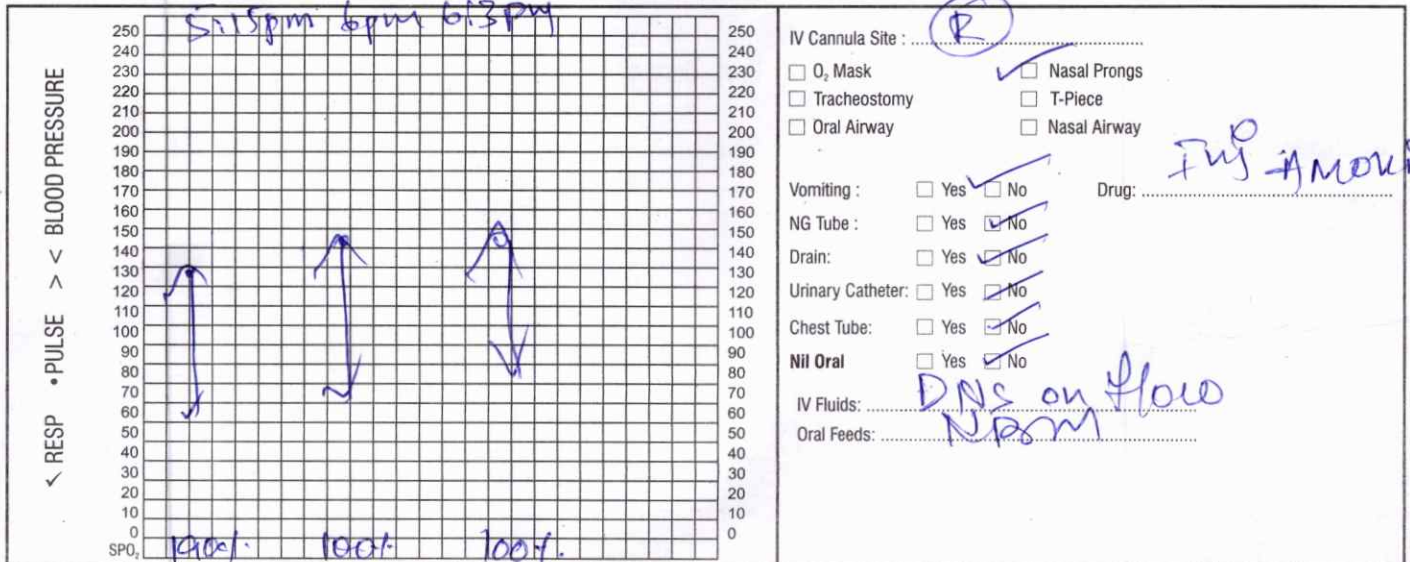 5:15pm 6pm 6:3pm
< RESP • PULSE > < BLOOD PRESSURE
250 250
240 240
230 230
220 220
210 210
200 200
190 190
180 180
170 170
160 160
150 150
140 140
130 130
120 120
110 110
100 100
90 90
80 80
70 70
60 60
50 50
40 40
30 30
20 20
10 10
0 0
SPO₂ 100% 100% 100%.
IV Cannula Site : R
O₂ Mask Nasal Prongs
Tracheostomy T-Piece
Oral Airway Nasal Airway
Vomiting : Yes No Drug: Inj
NG Tube : Yes No
Drain: Yes No
Urinary Catheter: Yes No
Chest Tube: Yes No
Nil Oral Yes No
IV Fluids: DNS on flow
Oral Feeds: NBM